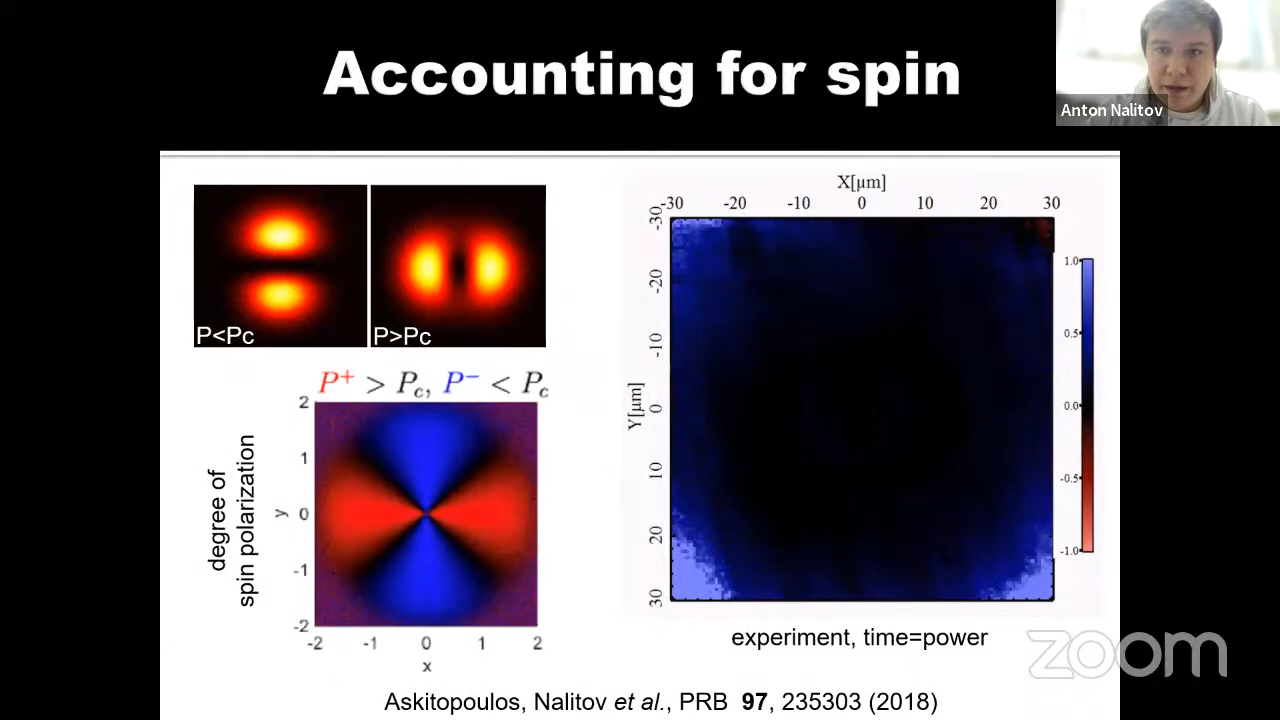 Accounting for spin
Anton Nalitov
P<Pc
P>Pc
P⁺ > Pc, P⁻ < Pc
2
1
0
-1
-2
y
degree of
spin polarization
-2 -1 0 1 2
x
X[µm]
-30 -20 -10 0 10 20 30
Y[µm]
-30
-20
-10
0
10
20
30
1.0
0.5
0.0
-0.5
-1.0
experiment, time=power
zoom
Askitopoulos, Nalitov et al., PRB 97, 235303 (2018)